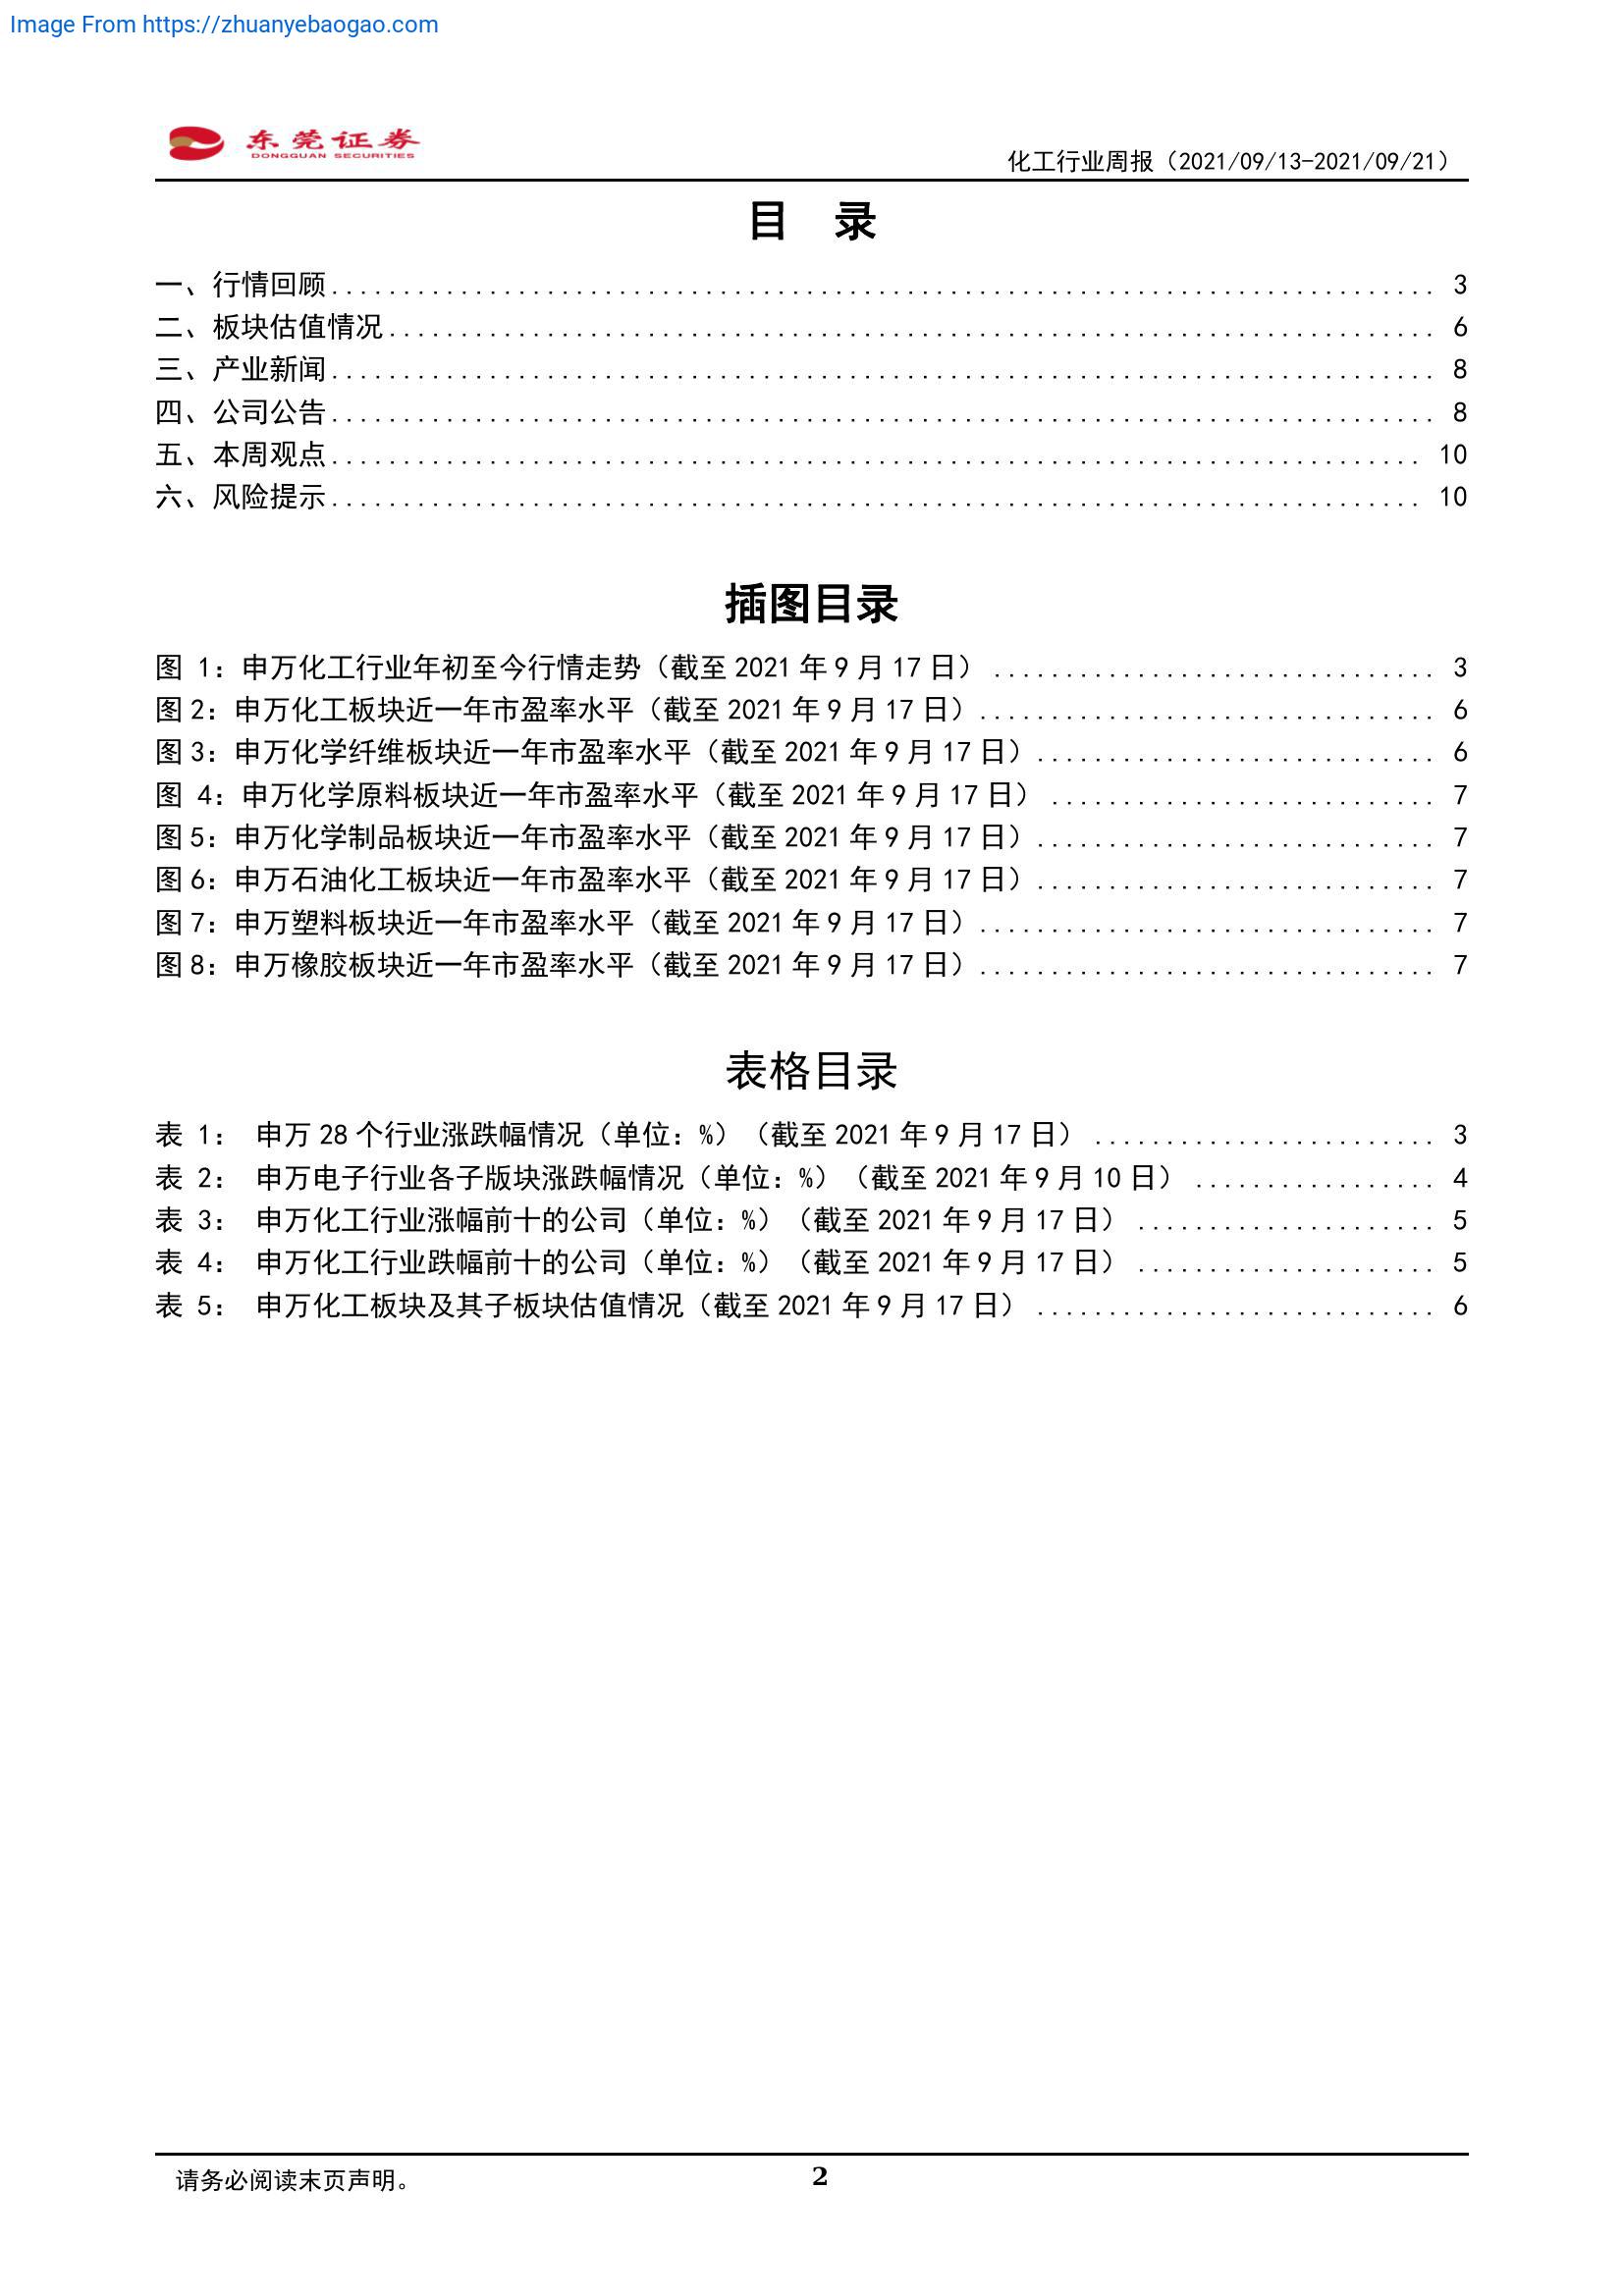 Image From https://zhuanyebaogao.com
东莞证券
DONGGUAN SECURITIES
化工行业周报（2021/09/13-2021/09/21）
目 录
一、行情回顾 3
二、板块估值情况 6
三、产业新闻 8
四、公司公告 8
五、本周观点 10
六、风险提示 10
插图目录
图 1：申万化工行业年初至今行情走势（截至 2021 年 9 月 17 日） 3
图 2：申万化工板块近一年市盈率水平（截至 2021 年 9 月 17 日） 6
图 3：申万化学纤维板块近一年市盈率水平（截至 2021 年 9 月 17 日） 6
图 4：申万化学原料板块近一年市盈率水平（截至 2021 年 9 月 17 日） 7
图 5：申万化学制品板块近一年市盈率水平（截至 2021 年 9 月 17 日） 7
图 6：申万石油化工板块近一年市盈率水平（截至 2021 年 9 月 17 日） 7
图 7：申万塑料板块近一年市盈率水平（截至 2021 年 9 月 17 日） 7
图 8：申万橡胶板块近一年市盈率水平（截至 2021 年 9 月 17 日） 7
表格目录
表 1： 申万 28 个行业涨跌幅情况（单位：%）（截至 2021 年 9 月 17 日） 3
表 2： 申万电子行业各子版块涨跌幅情况（单位：%）（截至 2021 年 9 月 10 日） 4
表 3： 申万化工行业涨幅前十的公司（单位：%）（截至 2021 年 9 月 17 日） 5
表 4： 申万化工行业跌幅前十的公司（单位：%）（截至 2021 年 9 月 17 日） 5
表 5： 申万化工板块及其子板块估值情况（截至 2021 年 9 月 17 日） 6
请务必阅读末页声明。
2